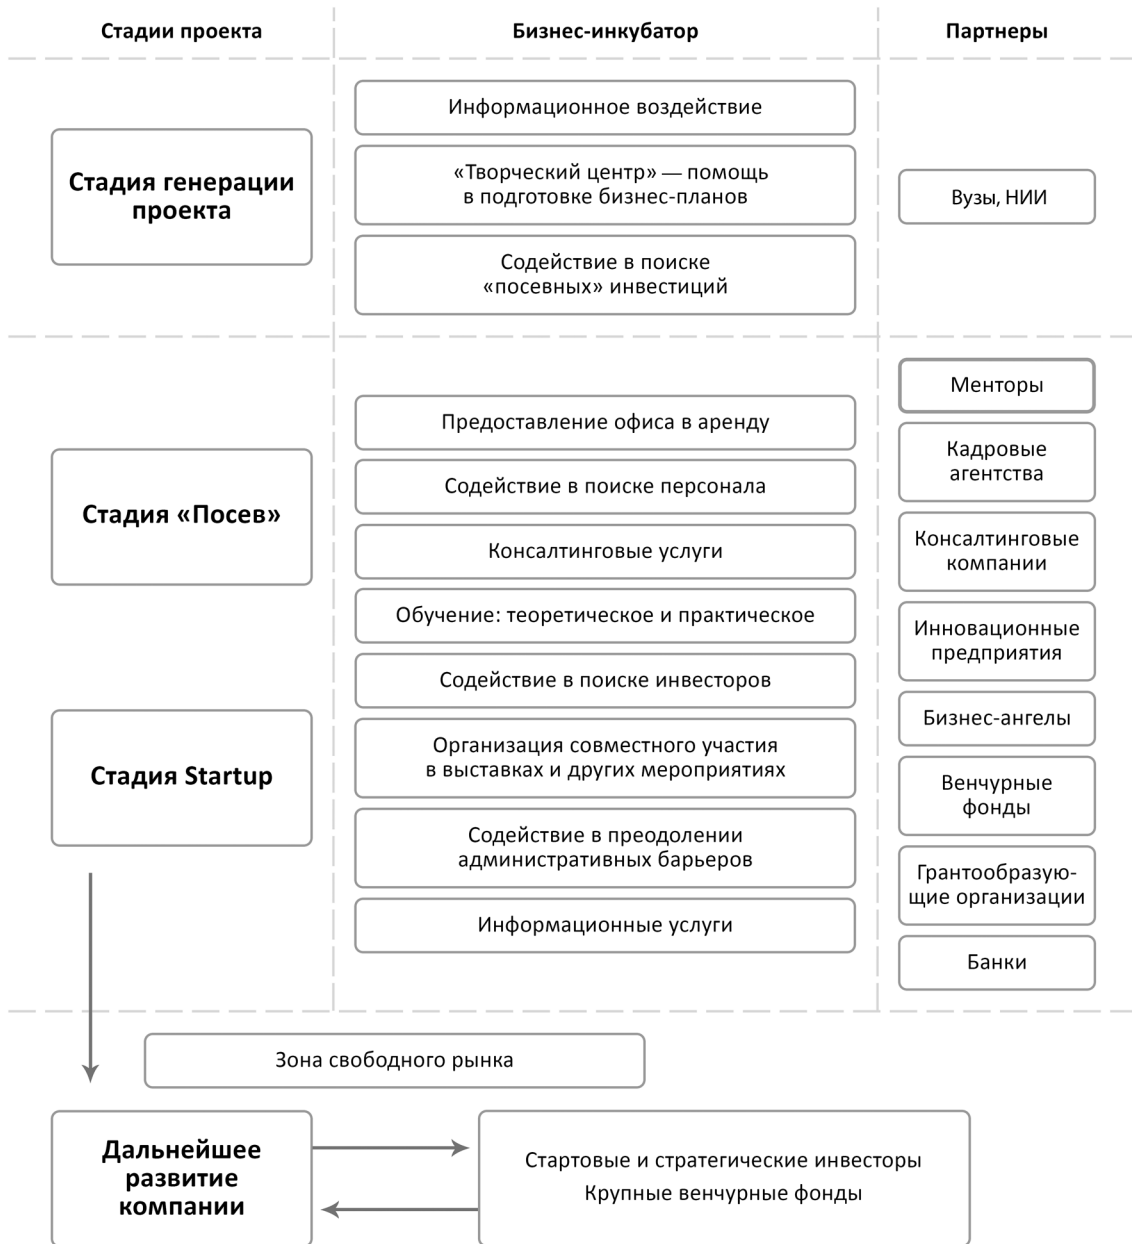 Стадии проекта
Бизнес-инкубатор
Партнеры
Стадия генерации
проекта
Информационное воздействие
«Творческий центр» — помощь
в подготовке бизнес-планов
Содействие в поиске
«посевных» инвестиций
Вузы, НИИ
Стадия «Посев»
Стадия Startup
Предоставление офиса в аренду
Содействие в поиске персонала
Консалтинговые услуги
Обучение: теоретическое и практическое
Содействие в поиске инвесторов
Организация совместного участия
в выставках и других мероприятиях
Содействие в преодолении
административных барьеров
Информационные услуги
Менторы
Кадровые
агентства
Консалтинговые
компании
Инновационные
предприятия
Бизнес-ангелы
Венчурные
фонды
Грантообразую-
щие организации
Банки
Зона свободного рынка
Дальнейшее
развитие
компании
Стартовые и стратегические инвесторы
Крупные венчурные фонды